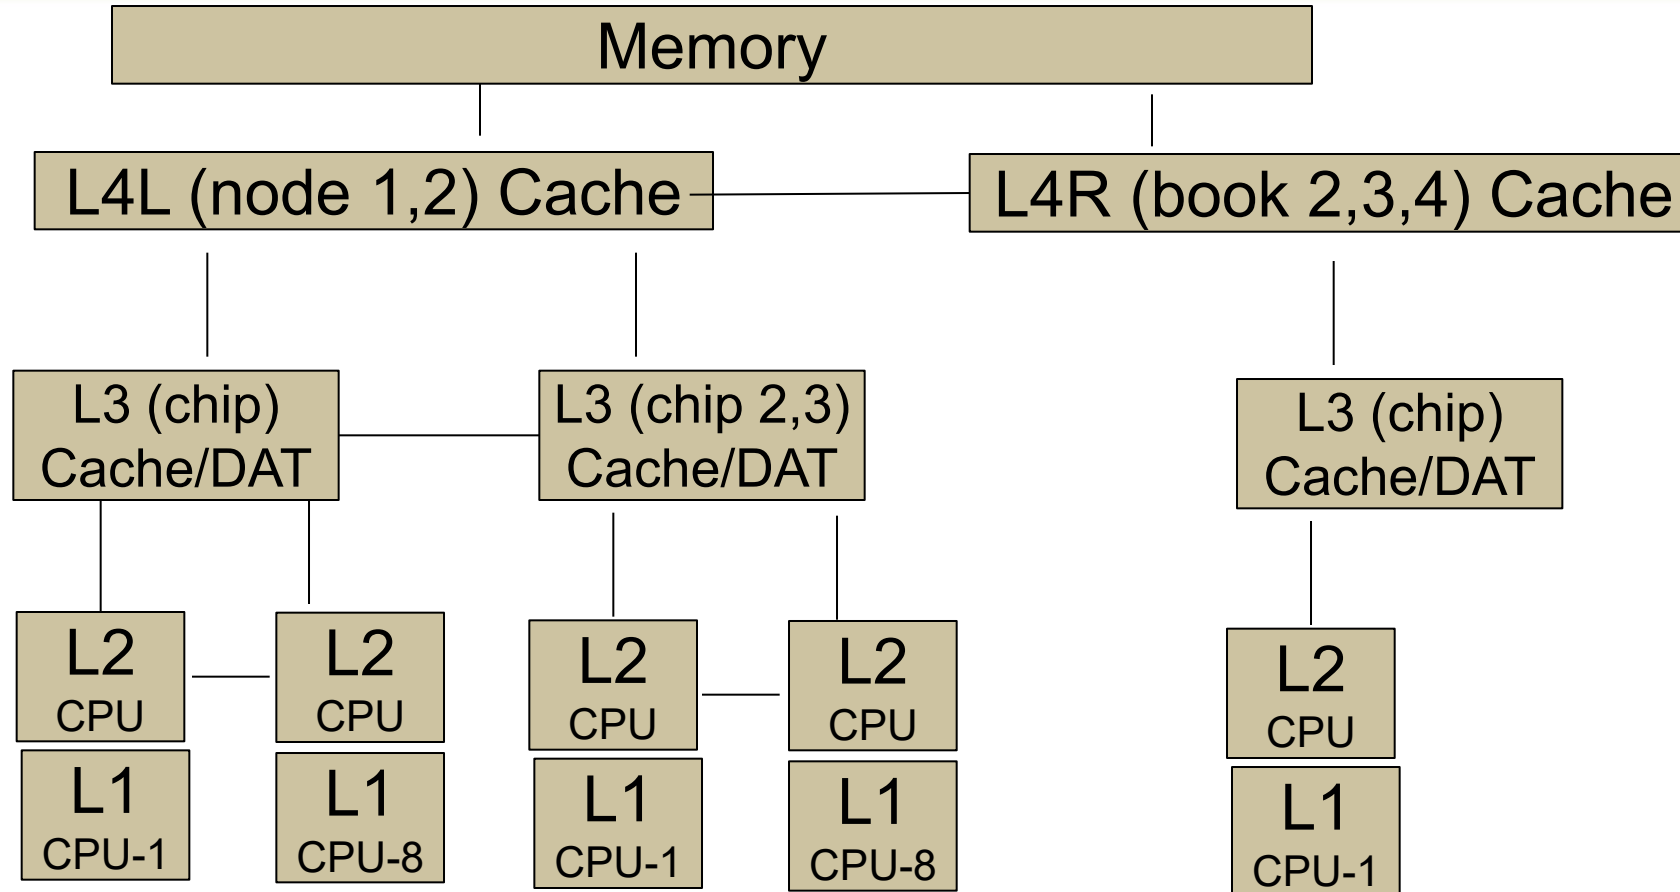 Memory
L4L (node 1,2) Cache
L4R (book 2,3,4) Cache
L3 (chip)
Cache/DAT
L3 (chip 2,3)
Cache/DAT
L3 (chip)
Cache/DAT
L2
CPU
L2
CPU
L2
CPU
L2
CPU
L2
CPU
L1
CPU-1
L1
CPU-8
L1
CPU-1
L1
CPU-8
L1
CPU-1